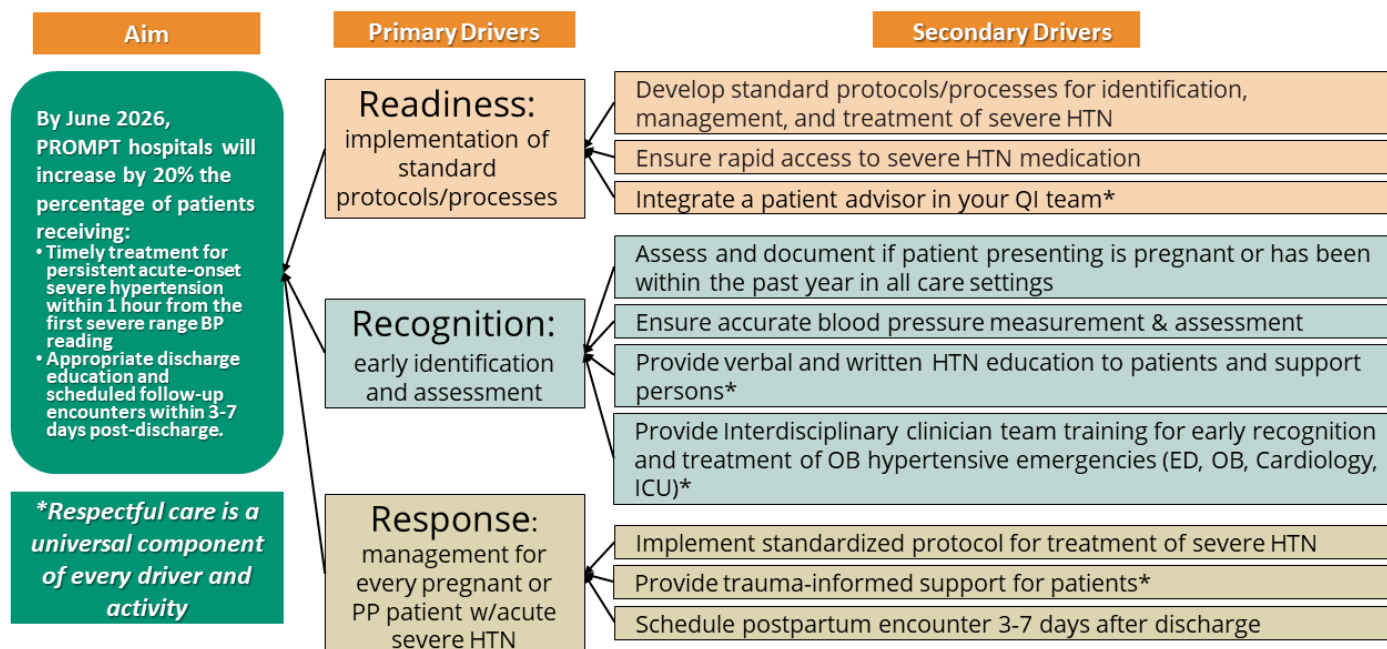 Aim
Primary Drivers
Secondary Drivers
By June 2026,
PROMPT hospitals will
increase by 20% the
percentage of patients
receiving:
• Timely treatment for
persistent acute-onset
severe hypertension
within 1 hour from the
first severe range BP
reading
• Appropriate discharge
education and
scheduled follow-up
encounters within 3-7
days post-discharge.
*Respectful care is a
universal component
of every driver and
activity
Readiness:
implementation of
standard
protocols/processes
Develop standard protocols/processes for identification,
management, and treatment of severe HTN
Ensure rapid access to severe HTN medication
Integrate a patient advisor in your QI team*
Recognition:
early identification
and assessment
Assess and document if patient presenting is pregnant or has been
within the past year in all care settings
Ensure accurate blood pressure measurement & assessment
Provide verbal and written HTN education to patients and support
persons*
Provide Interdisciplinary clinician team training for early recognition
and treatment of OB hypertensive emergencies (ED, OB, Cardiology,
ICU)*
Response:
management for
every pregnant or
PP patient w/acute
severe HTN
Implement standardized protocol for treatment of severe HTN
Provide trauma-informed support for patients*
Schedule postpartum encounter 3-7 days after discharge